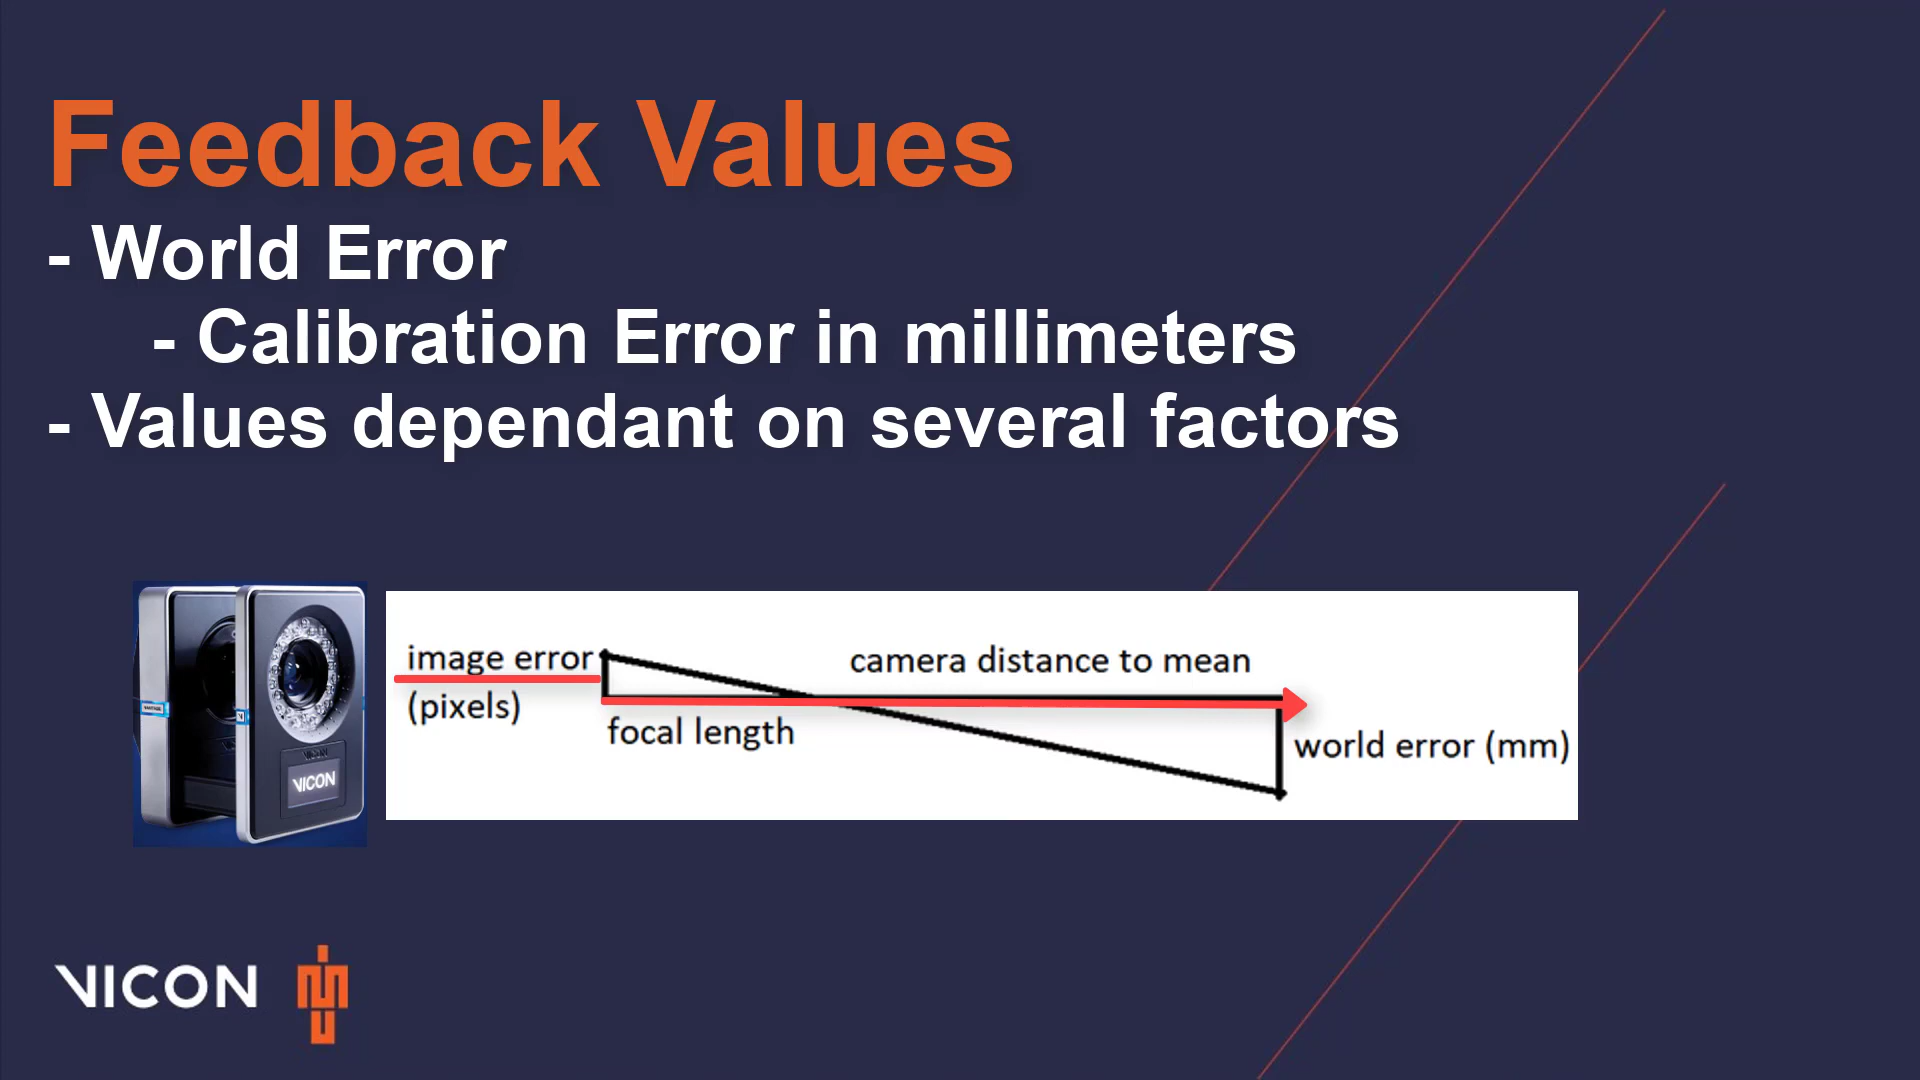 Feedback Values
- World Error
- Calibration Error in millimeters
- Values dependant on several factors
image error
(pixels)
focal length
camera distance to mean
world error (mm)
VICON
VICON